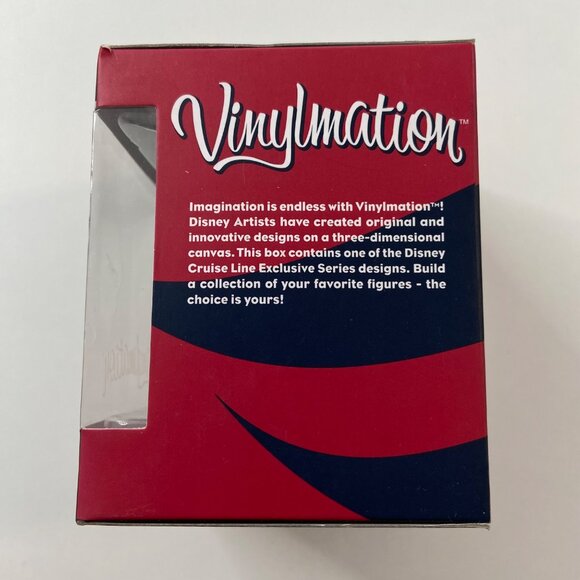 Vinylmation™
Imagination is endless with Vinylmation™!
Disney Artists have created original and
innovative designs on a three-dimensional
canvas. This box contains one of the Disney
Cruise Line Exclusive Series designs. Build
a collection of your favorite figures - the
choice is yours!